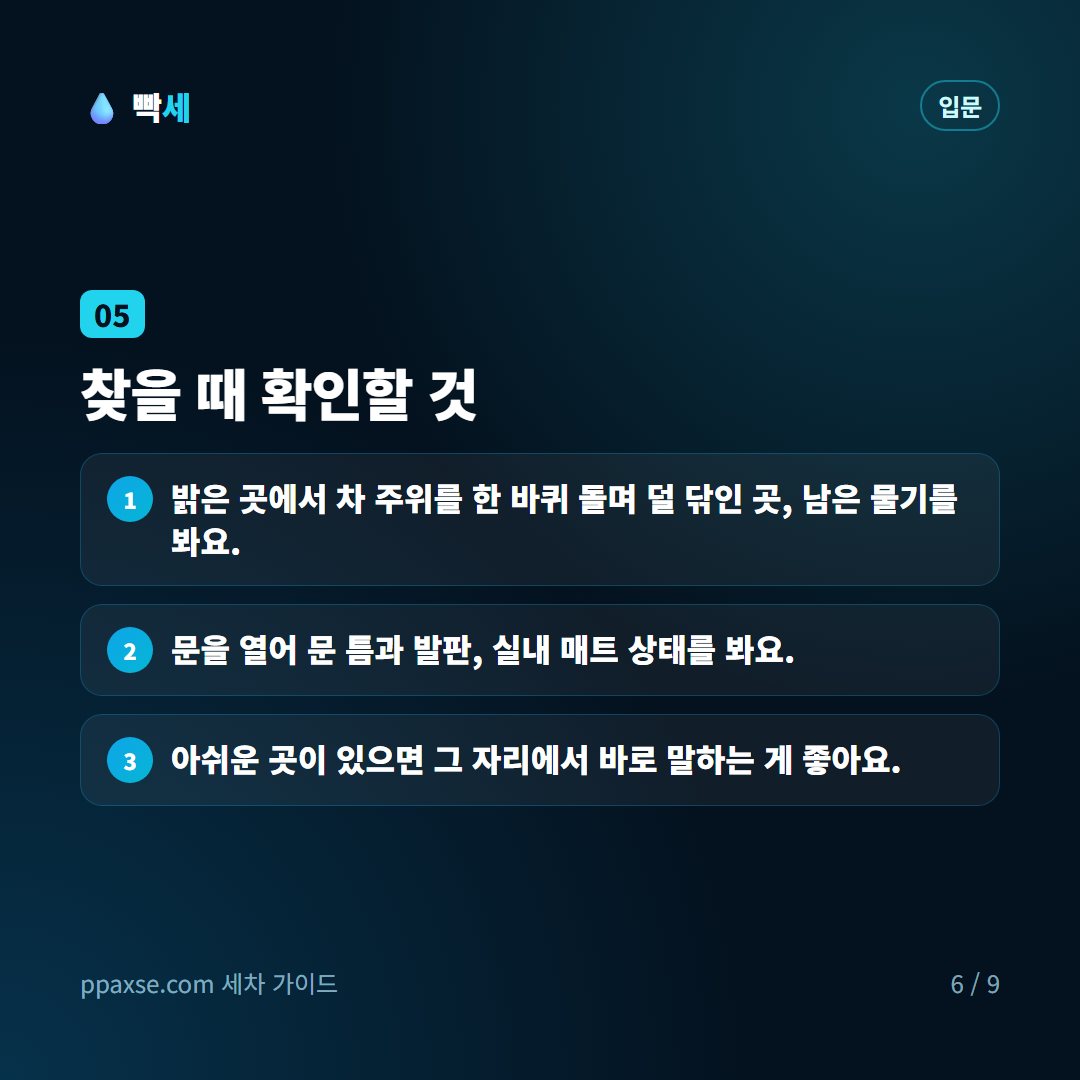 빡세
입문
05
찾을 때 확인할 것
1 밝은 곳에서 차 주위를 한 바퀴 돌며 덜 닦인 곳, 남은 물기를
봐요.
2 문을 열어 문 틈과 발판, 실내 매트 상태를 봐요.
3 아쉬운 곳이 있으면 그 자리에서 바로 말하는 게 좋아요.
ppaxse.com 세차 가이드
6 / 9